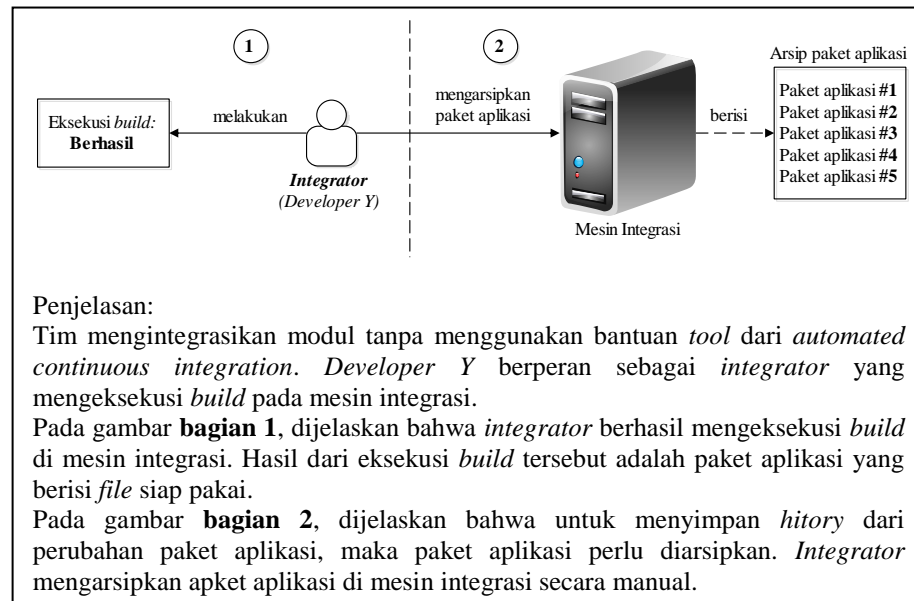 1
2
Arsip paket aplikasi
Eksekusi build:
Berhasil
melakukan
Integrator
(Developer Y)
mengarsipkan
paket aplikasi
Mesin Integrasi
berisi
Paket aplikasi #1
Paket aplikasi #2
Paket aplikasi #3
Paket aplikasi #4
Paket aplikasi #5
Penjelasan:
Tim mengintegrasikan modul tanpa menggunakan bantuan tool dari automated
continuous integration. Developer Y berperan sebagai integrator yang
mengeksekusi build pada mesin integrasi.
Pada gambar bagian 1, dijelaskan bahwa integrator berhasil mengeksekusi build
di mesin integrasi. Hasil dari eksekusi build tersebut adalah paket aplikasi yang
berisi file siap pakai.
Pada gambar bagian 2, dijelaskan bahwa untuk menyimpan hitory dari
perubahan paket aplikasi, maka paket aplikasi perlu diarsipkan. Integrator
mengarsipkan apket aplikasi di mesin integrasi secara manual.